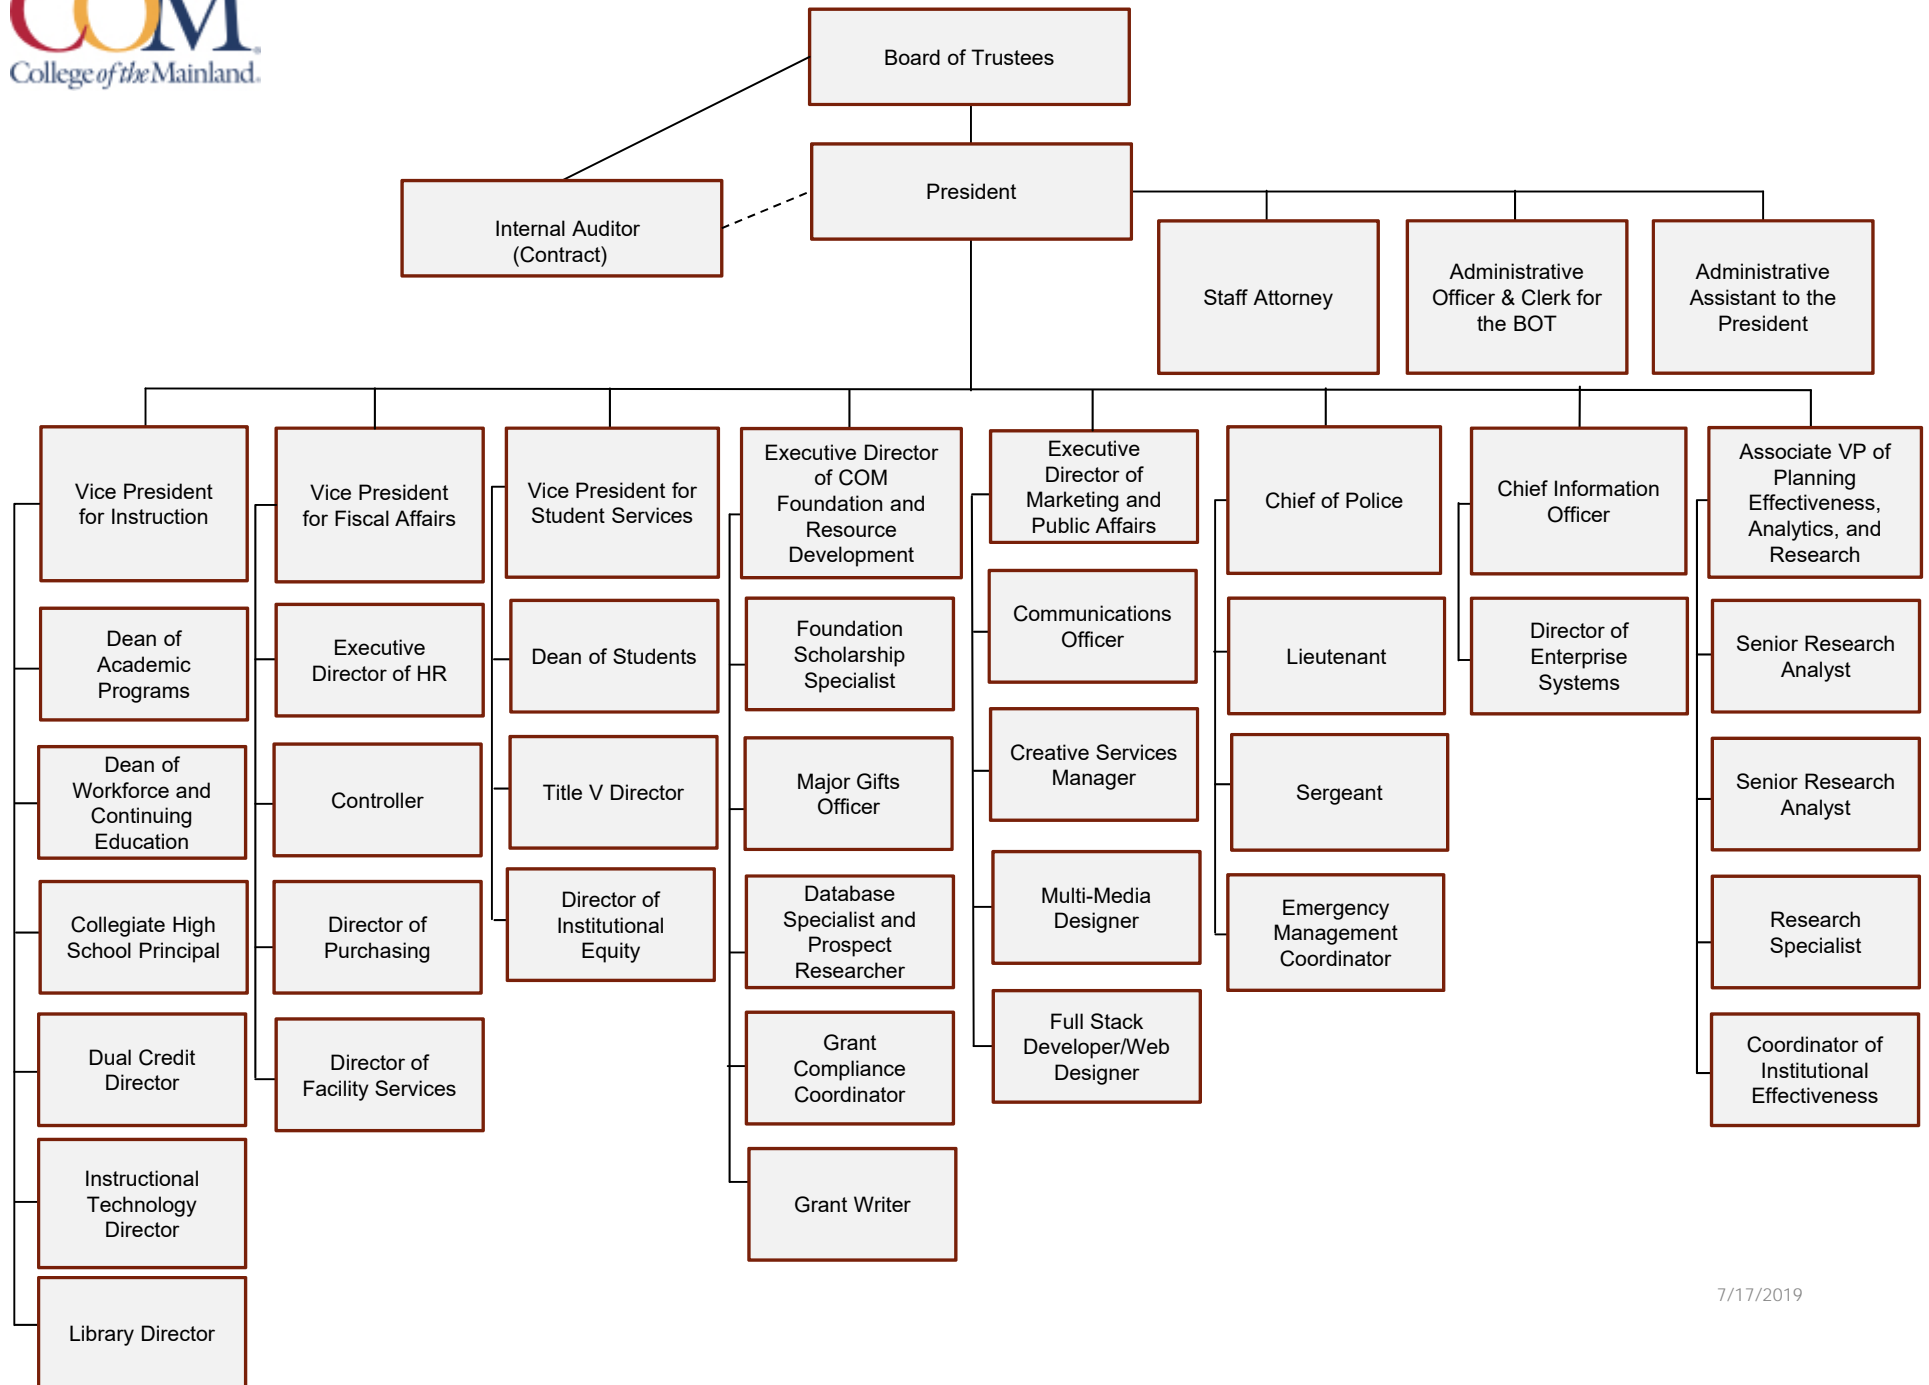 COM
College of the Mainland.
Board of Trustees
President
Internal Auditor
(Contract)
Staff Attorney
Administrative
Officer & Clerk for
the BOT
Administrative
Assistant to the
President
Vice President
for Instruction
Dean of
Academic
Programs
Dean of
Workforce and
Continuing
Education
Collegiate High
School Principal
Dual Credit
Director
Instructional
Technology
Director
Library Director
Vice President
for Fiscal Affairs
Executive
Director of HR
Controller
Director of
Purchasing
Director of
Facility Services
Vice President for
Student Services
Dean of Students
Title V Director
Director of
Institutional
Equity
Executive Director
of COM
Foundation and
Resource
Development
Foundation
Scholarship
Specialist
Major Gifts
Officer
Database
Specialist and
Prospect
Researcher
Grant
Compliance
Coordinator
Grant Writer
Executive
Director of
Marketing and
Public Affairs
Communications
Officer
Creative Services
Manager
Multi-Media
Designer
Full Stack
Developer/Web
Designer
Chief of Police
Lieutenant
Sergeant
Emergency
Management
Coordinator
Chief Information
Officer
Director of
Enterprise
Systems
Associate VP of
Planning
Effectiveness,
Analytics, and
Research
Senior Research
Analyst
Senior Research
Analyst
Research
Specialist
Coordinator of
Institutional
Effectiveness
7/17/2019